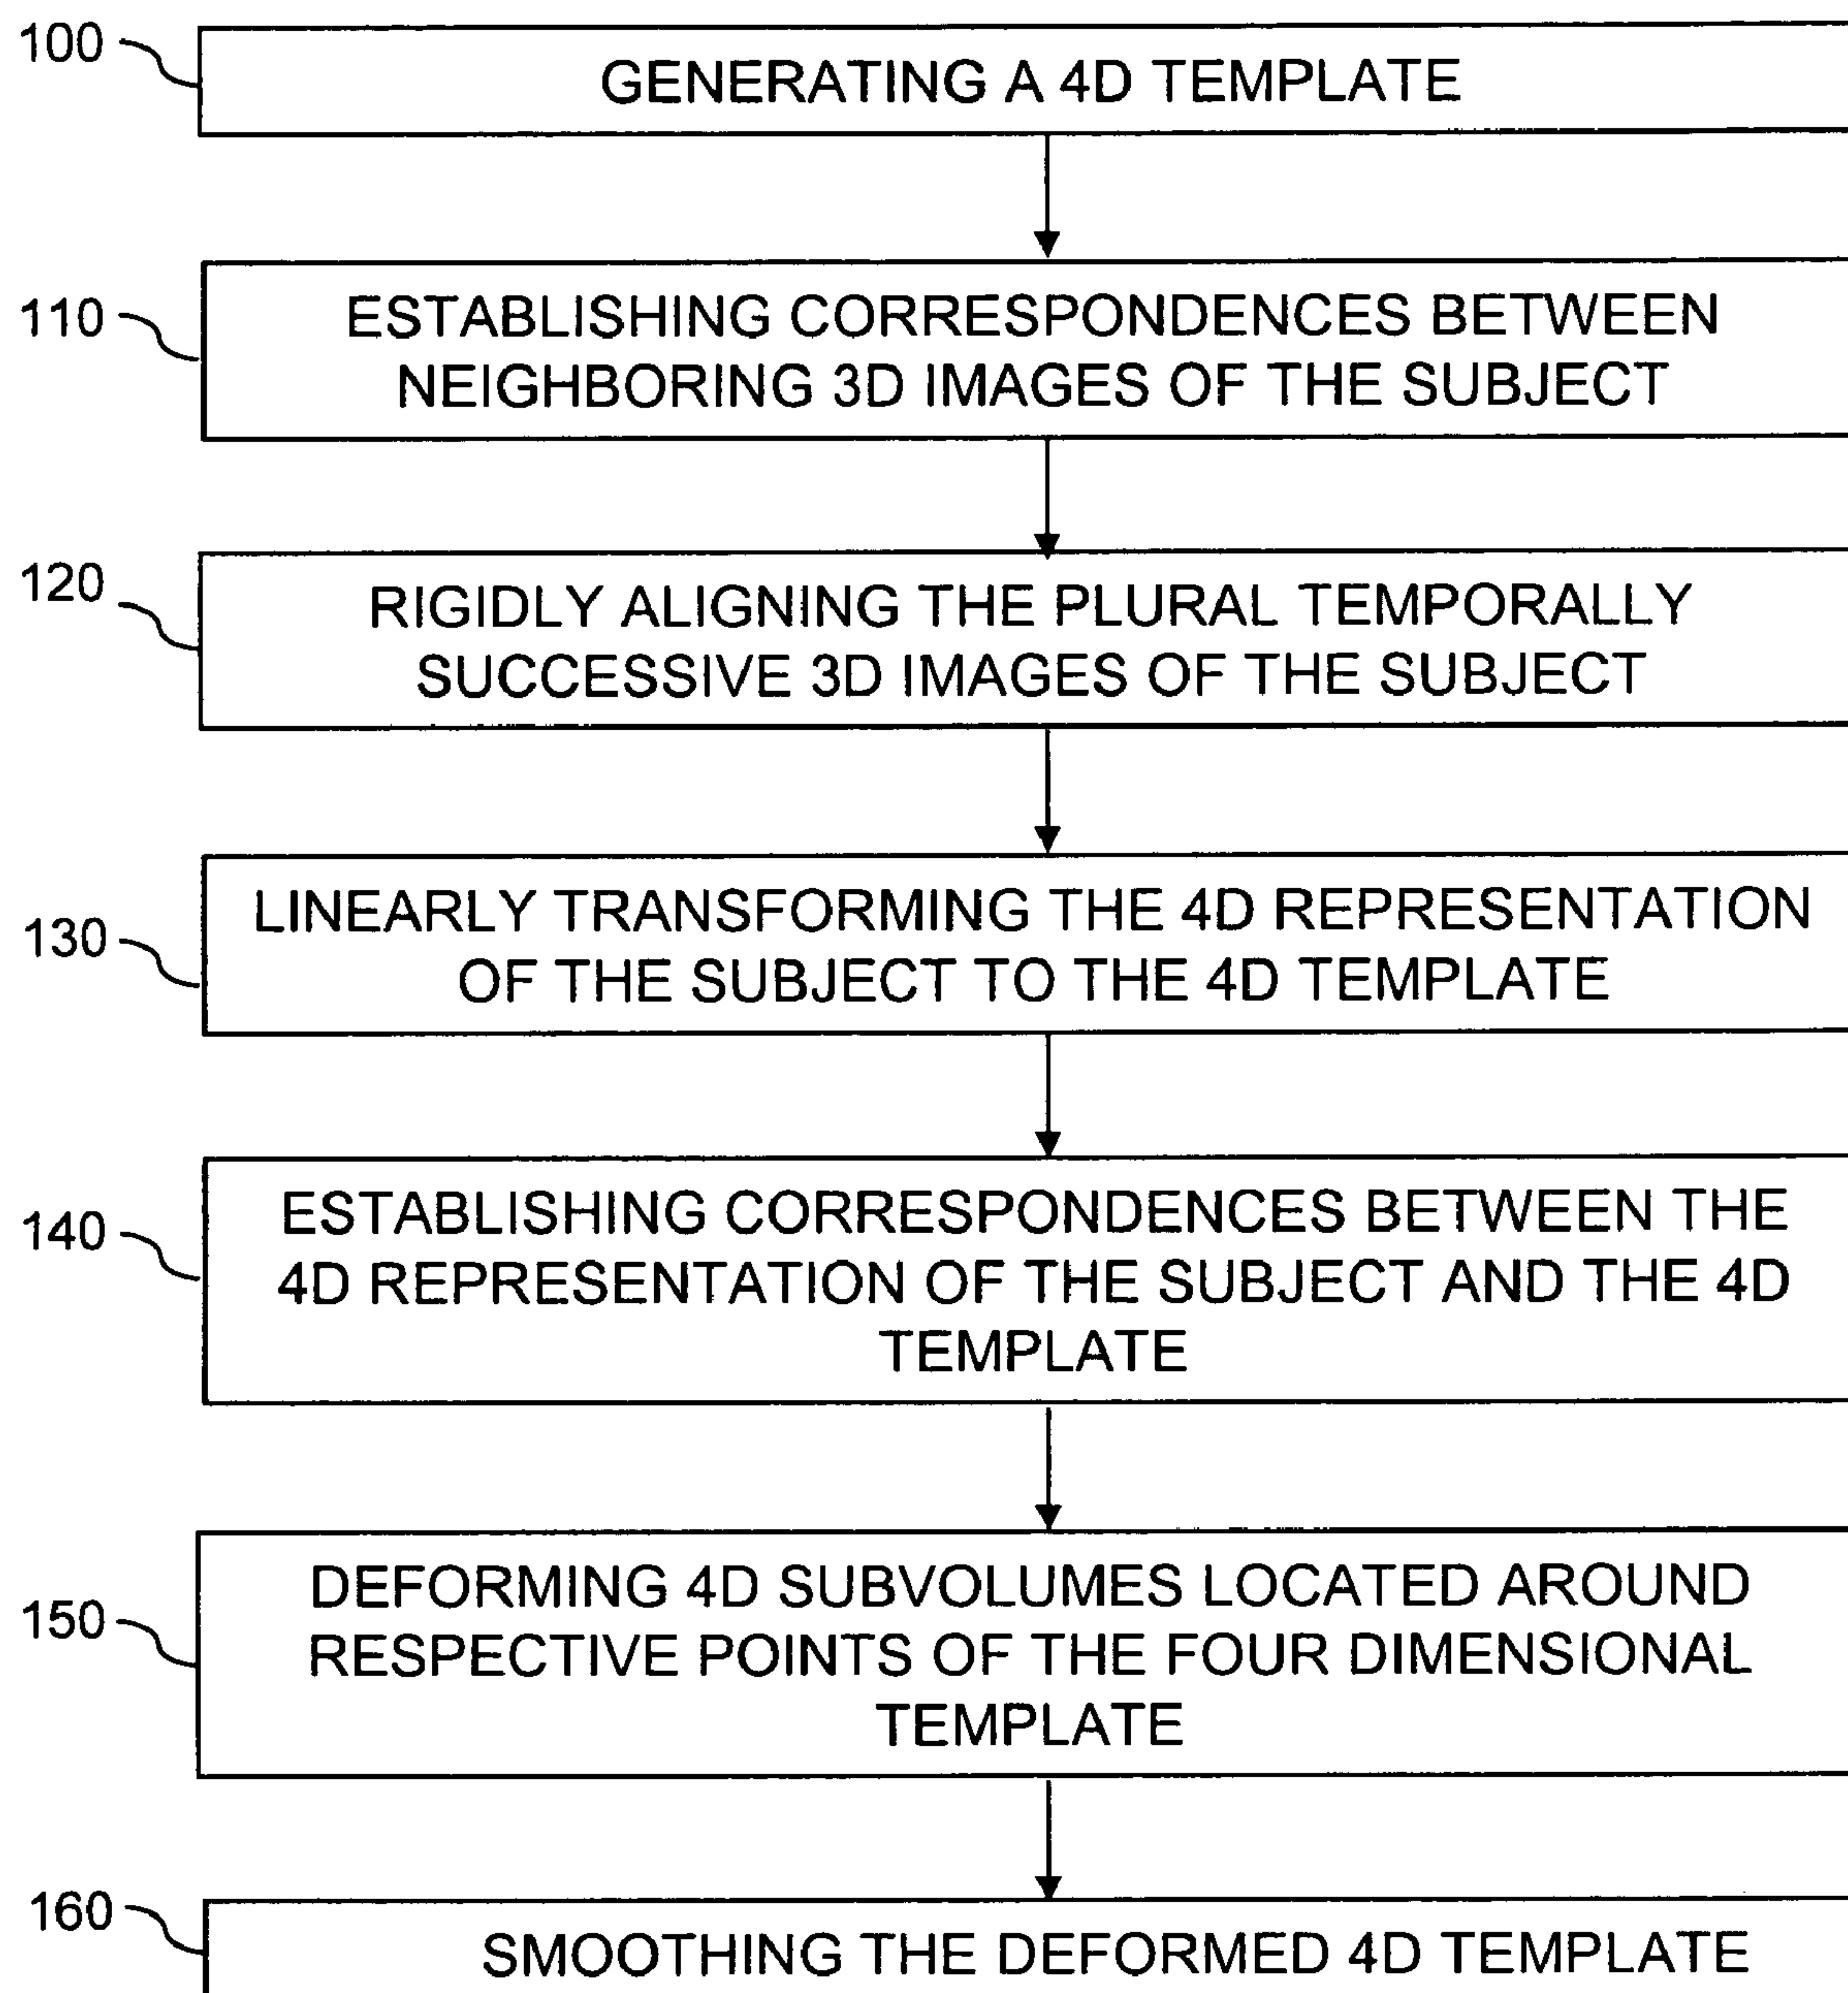 100
GENERATING A 4D TEMPLATE
110
ESTABLISHING CORRESPONDENCES BETWEEN
NEIGHBORING 3D IMAGES OF THE SUBJECT
120
RIGIDLY ALIGNING THE PLURAL TEMPORALLY
SUCCESSIVE 3D IMAGES OF THE SUBJECT
130
LINEARLY TRANSFORMING THE 4D REPRESENTATION
OF THE SUBJECT TO THE 4D TEMPLATE
140
ESTABLISHING CORRESPONDENCES BETWEEN THE
4D REPRESENTATION OF THE SUBJECT AND THE 4D
TEMPLATE
150
DEFORMING 4D SUBVOLUMES LOCATED AROUND
RESPECTIVE POINTS OF THE FOUR DIMENSIONAL
TEMPLATE
160
SMOOTHING THE DEFORMED 4D TEMPLATE